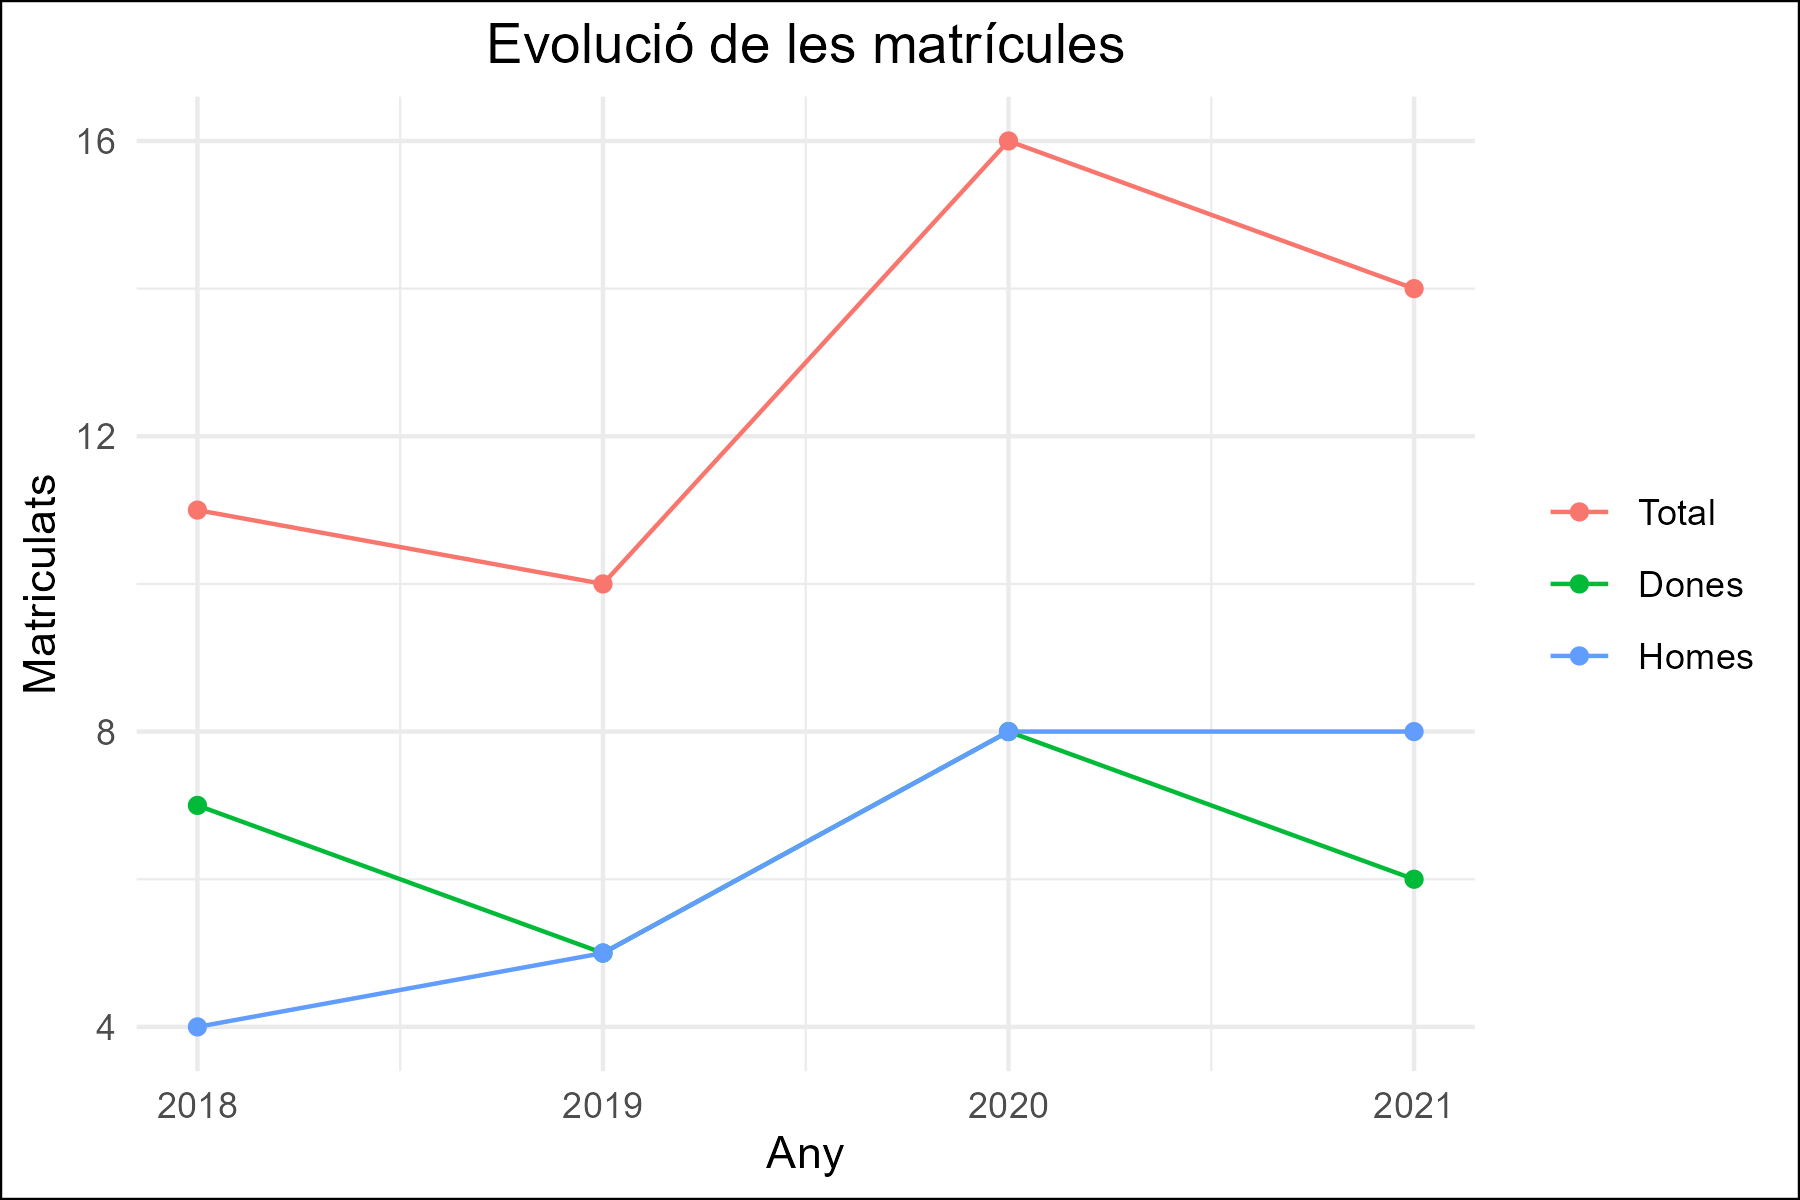 Evolució de les matrícules
16
12
8
4
Matriculats
2018 2019 2020 2021
Any
Total
Dones
Homes